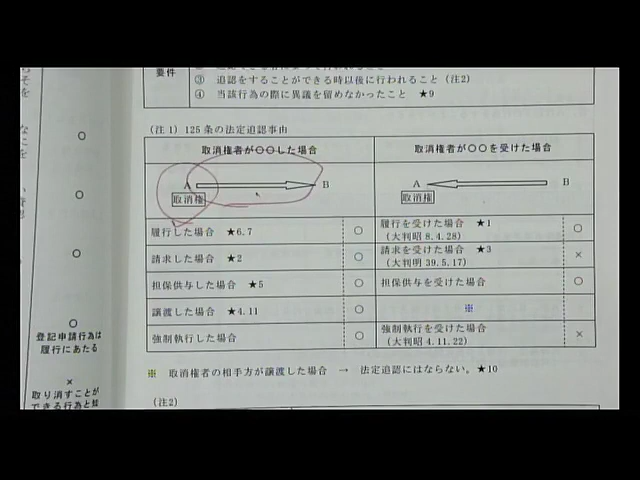 要件
③ 追認をすることができる時以後に行われること（注2）
④ 当該行為の際に異議を留めなかったこと ★9
（注1）125条の法定追認事由
取消権者が○○した場合
取消権者が○○を受けた場合
A B
取消権
A B
取消権
履行した場合 ★6.7 ○
履行を受けた場合 ★1 ○
（大判昭8.4.28）
請求した場合 ★2 ○
請求を受けた場合 ★3 ×
（大判明39.5.17）
担保供与した場合 ★5 ○
担保供与を受けた場合 ○
譲渡した場合 ★4.11 ○
※
強制執行した場合 ○
強制執行を受けた場合 ×
（大判昭4.11.22）
※ 取消権者の相手方が譲渡した場合 → 法定追認にはならない。★10
（注2）
○
○
○
○
登記申請行為は
履行にあたる
×
取り消すことが
できる行為と